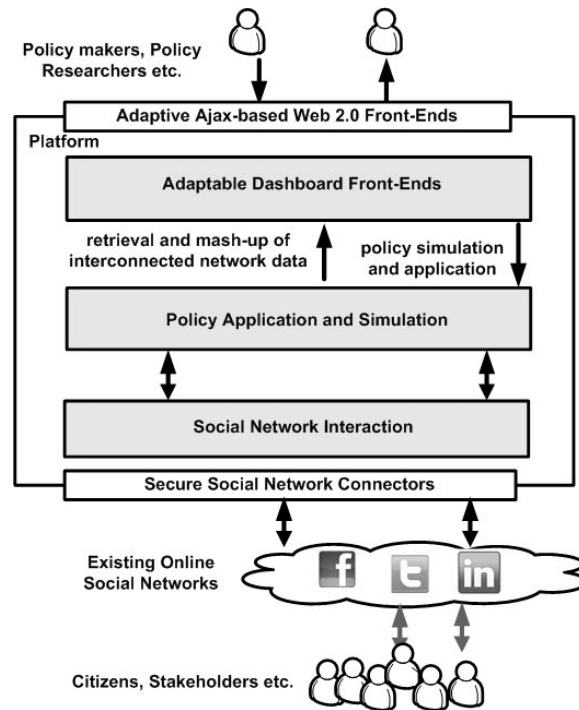 Policy makers, Policy
Researchers etc.
Adaptive Ajax-based Web 2.0 Front-Ends
Platform
Adaptable Dashboard Front-Ends
retrieval and mash-up of
interconnected network data
policy simulation
and application
Policy Application and Simulation
Social Network Interaction
Secure Social Network Connectors
Existing Online
Social Networks
f
t
in
Citizens, Stakeholders etc.